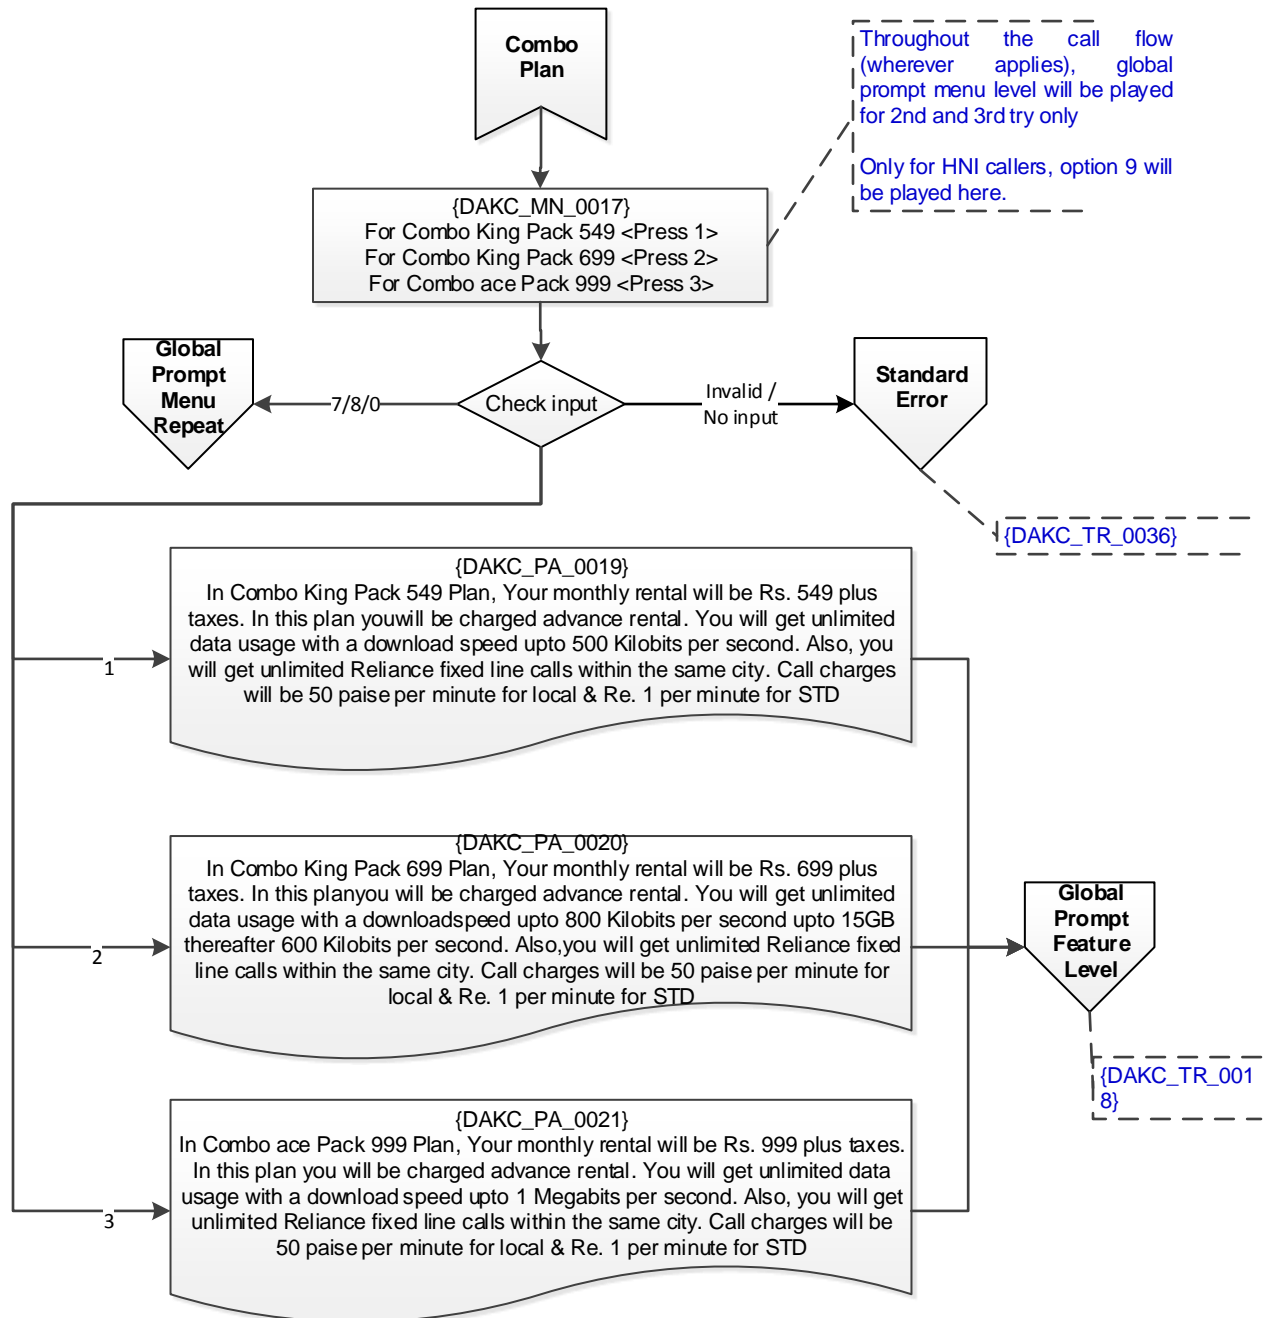 Combo
Plan
Throughout the call flow
(wherever applies), global
prompt menu level will be played
for 2nd and 3rd try only
Only for HNI callers, option 9 will
be played here.
{DAKC_MN_0017}
For Combo King Pack 549 <Press 1>
For Combo King Pack 699 <Press 2>
For Combo ace Pack 999 <Press 3>
Global
Prompt
Menu
Repeat
7/8/0
Check input
Invalid /
No input
Standard
Error
{DAKC_TR_0036}
{DAKC_PA_0019}
In Combo King Pack 549 Plan, Your monthly rental will be Rs. 549 plus
taxes. In this plan youwill be charged advance rental. You will get unlimited
data usage with a download speed upto 500 Kilobits per second. Also, you
will get unlimited Reliance fixed line calls within the same city. Call charges
will be 50 paise per minute for local & Re. 1 per minute for STD
1
{DAKC_PA_0020}
In Combo King Pack 699 Plan, Your monthly rental will be Rs. 699 plus
taxes. In this planyou will be charged advance rental. You will get unlimited
data usage with a downloadspeed upto 800 Kilobits per second upto 15GB
thereafter 600 Kilobits per second. Also,you will get unlimited Reliance fixed
line calls within the same city. Call charges will be 50 paise per minute for
local & Re. 1 per minute for STD
2
Global
Prompt
Feature
Level
{DAKC_TR_001
8}
{DAKC_PA_0021}
In Combo ace Pack 999 Plan, Your monthly rental will be Rs. 999 plus taxes.
In this plan you will be charged advance rental. You will get unlimited data
usage with a download speed upto 1 Megabits per second. Also, you will get
unlimited Reliance fixed line calls within the same city. Call charges will be
50 paise per minute for local & Re. 1 per minute for STD
3